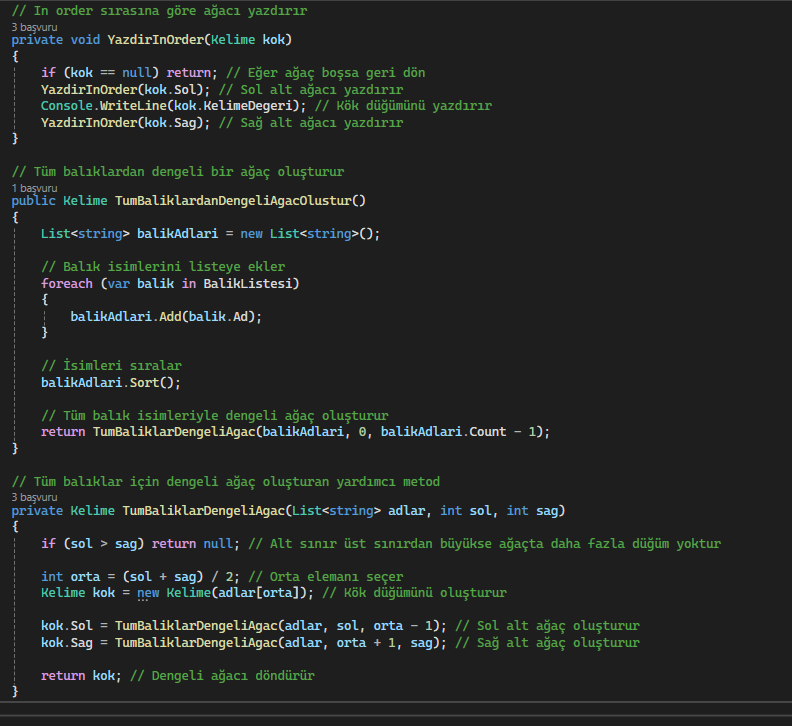 // In order sırasına göre ağacı yazdırır
3 başvuru
private void YazdirInOrder(Kelime kok)
{
if (kok == null) return; // Eğer ağaç boşsa geri dön
YazdirInOrder(kok.Sol); // Sol alt ağacı yazdırır
Console.WriteLine(kok.KelimeDegeri); // Kök düğümünü yazdırır
YazdirInOrder(kok.Sag); // Sağ alt ağacı yazdırır
}
// Tüm balıklardan dengeli bir ağaç oluşturur
1 başvuru
public Kelime TumBaliklardanDengeliAgacOlustur()
{
List<string> balikAdlari = new List<string>();
// Balık isimlerini listeye ekler
foreach (var balik in BalikListesi)
{
balikAdlari.Add(balik.Ad);
}
// İsimleri sıralar
balikAdlari.Sort();
// Tüm balık isimleriyle dengeli ağaç oluşturur
return TumBaliklarDengeliAgac(balikAdlari, 0, balikAdlari.Count - 1);
}
// Tüm balıklar için dengeli ağaç oluşturan yardımcı metod
3 başvuru
private Kelime TumBaliklarDengeliAgac(List<string> adlar, int sol, int sag)
{
if (sol > sag) return null; // Alt sınır üst sınırdan büyükse ağaçta daha fazla düğüm yoktur
int orta = (sol + sag) / 2; // Orta elemanı seçer
Kelime kok = new Kelime(adlar[orta]); // Kök düğümünü oluşturur
kok.Sol = TumBaliklarDengeliAgac(adlar, sol, orta - 1); // Sol alt ağaç oluşturur
kok.Sag = TumBaliklarDengeliAgac(adlar, orta + 1, sag); // Sağ alt ağaç oluşturur
return kok; // Dengeli ağacı döndürür
}